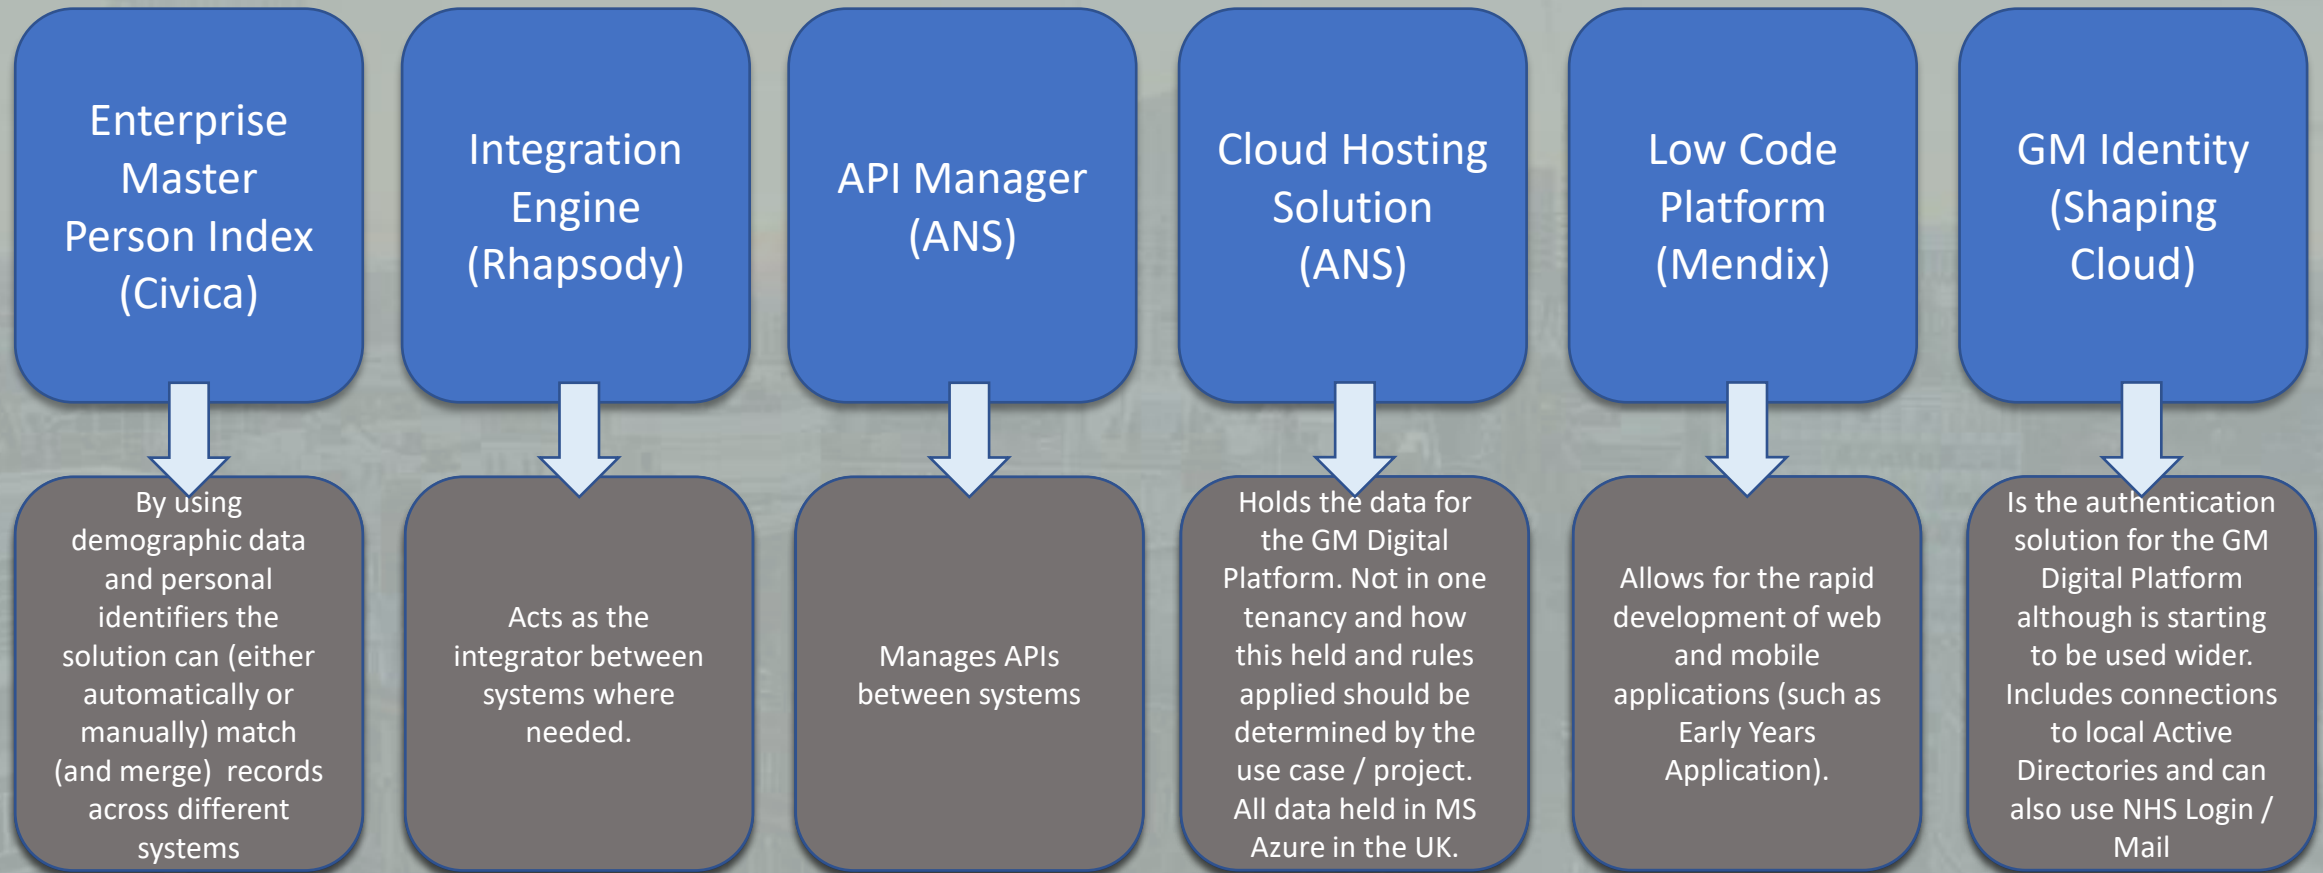 Enterprise
Master
Person Index
(Civica)
Integration
Engine
(Rhapsody)
API Manager
(ANS)
Cloud Hosting
Solution
(ANS)
Low Code
Platform
(Mendix)
GM Identity
(Shaping
Cloud)
By using
demographic data
and personal
identifiers the
solution can (either
automatically or
manually) match
(and merge)  records
across different
systems
Acts as the
integrator between
systems where
needed.
Manages APIs
between systems
Holds the data for
the GM Digital
Platform. Not in one
tenancy and how
this held and rules
applied should be
determined by the
use case / project.
All data held in MS
Azure in the UK.
Allows for the rapid
development of web
and mobile
applications (such as
Early Years
Application).
Is the authentication
solution for the GM
Digital Platform
although is starting
to be used wider.
Includes connections
to local Active
Directories and can
also use NHS Login /
Mail